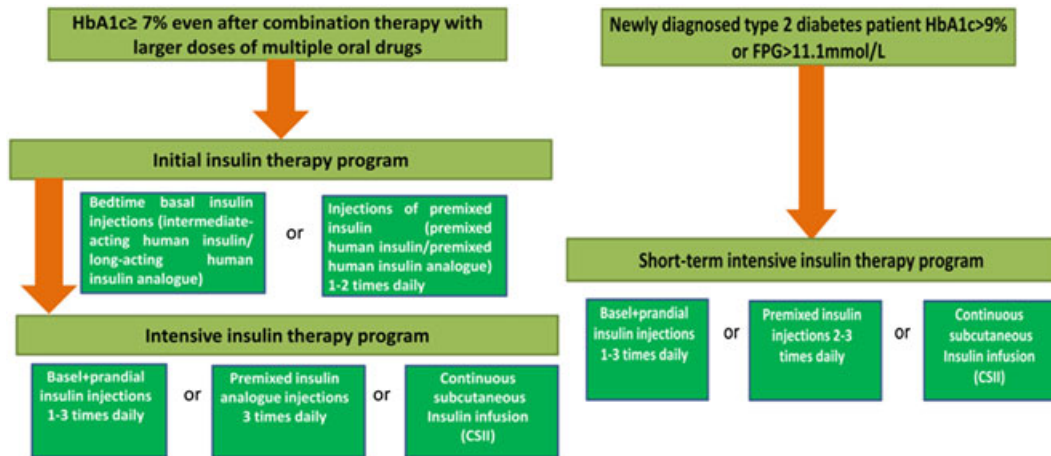 HbA1c≥ 7% even after combination therapy with
larger doses of multiple oral drugs
Initial insulin therapy program
Bedtime basal insulin
injections (intermediate-
acting human insulin/
long-acting human
insulin analogue)
or
Injections of premixed
insulin (premixed
human insulin/premixed
human insulin analogue)
1-2 times daily
Intensive insulin therapy program
Basel+prandial
insulin injections
1-3 times daily
or
Premixed insulin
analogue injections
3 times daily
or
Continuous
subcutaneous
Insulin infusion
(CSII)
Newly diagnosed type 2 diabetes patient HbA1c>9%
or FPG>11.1mmol/L
Short-term intensive insulin therapy program
Basel+prandial
insulin injections
1-3 times daily
or
Premixed insulin
injections 2-3
times daily
or
Continuous
subcutaneous
Insulin infusion
(CSII)